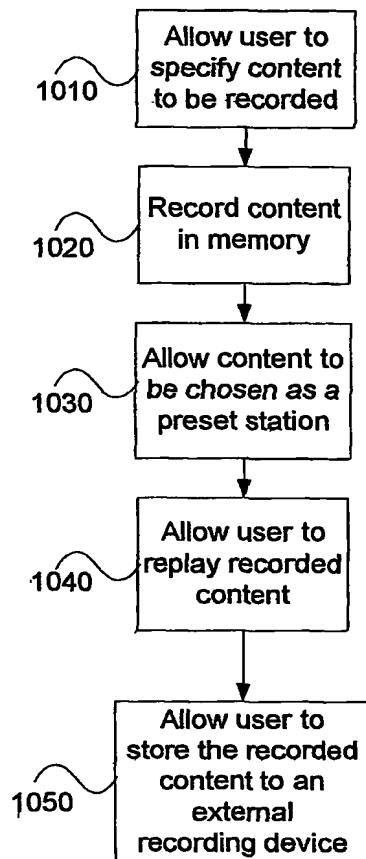 Allow user to
specify content
to be recorded
1010
Record content
in memory
1020
Allow content to
be chosen as a
preset station
1030
Allow user to
replay recorded
content
1040
Allow user to
store the recorded
content to an
external
recording device
1050